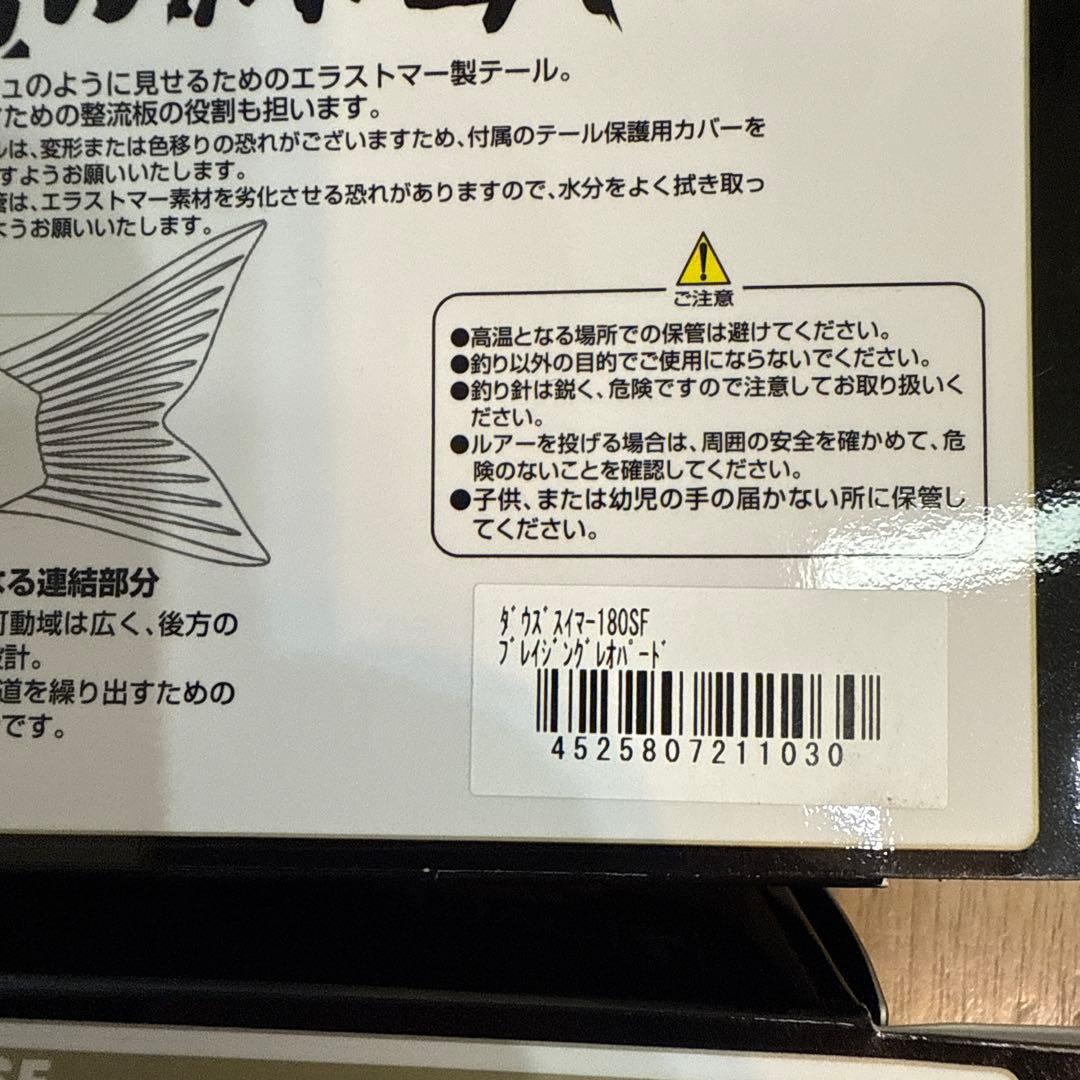 ュのように見せるためのエラストマー製テール。
ための整流板の役割も担います。
は、変形または色移りの恐れがございますため、付属のテール保護用カバーを
すようお願いいたします。
は、エラストマー素材を劣化させる恐れがありますので、水分をよく拭き取っ
ようお願いいたします。
ご注意
●高温となる場所での保管は避けてください。
●釣り以外の目的でご使用にならないでください。
●釣り針は鋭く、危険ですので注意してお取り扱いく
ださい。
●ルアーを投げる場合は、周囲の安全を確かめて、危
険のないことを確認してください。
●子供、または幼児の手の届かない所に保管し
てください。
なる連結部分
可動域は広く、後方の
設計。
道を繰り出すための
です。
ﾀﾞｳｽﾞｽｲﾏｰ180SF
ﾌﾞﾚｲｼﾞﾝｸﾞﾚｵﾊﾟｰﾄﾞ
4525807211030